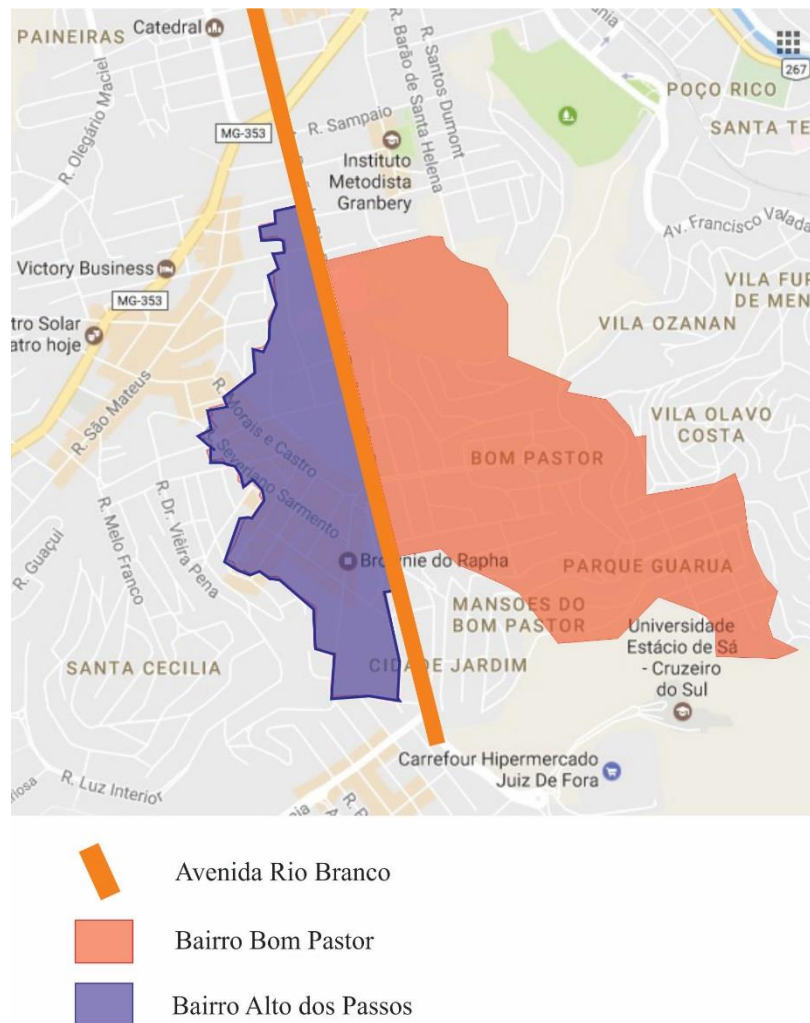 PAINEIRAS
Catedral
R. Olegário Maciel
MG-353
R. Sampaio
R. Barão de Santa Helena
R. Santos Dumont
Instituto
Metodista
Granbery
267
POÇO RICO
SANTA TE
Av. Francisco Valada
Victory Business
MG-353
tro Solar
atro hoje
VILA FUR
DE MEN
VILA OZANAN
R. São Mateus
R. Morais e Castro
R. Severiano Sarmento
VILA OLAVO
COSTA
BOM PASTOR
R. Guaçuí
R. Melo Franco
R. Dr. Viêira Pena
Brownie do Rapha
PARQUE GUARUA
MANSÕES DO
BOM PASTOR
Universidade
Estácio de Sá
- Cruzeiro
do Sul
SANTA CECILIA
CIDADE JARDIM
Carrefour Hipermercado
Juiz De Fora
R. Luz Interior
Avenida Rio Branco
Bairro Bom Pastor
Bairro Alto dos Passos